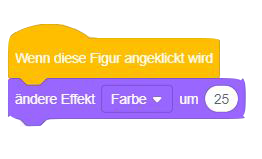 Wenn diese Figur angeklickt wird
ändere Effekt Farbe um 25